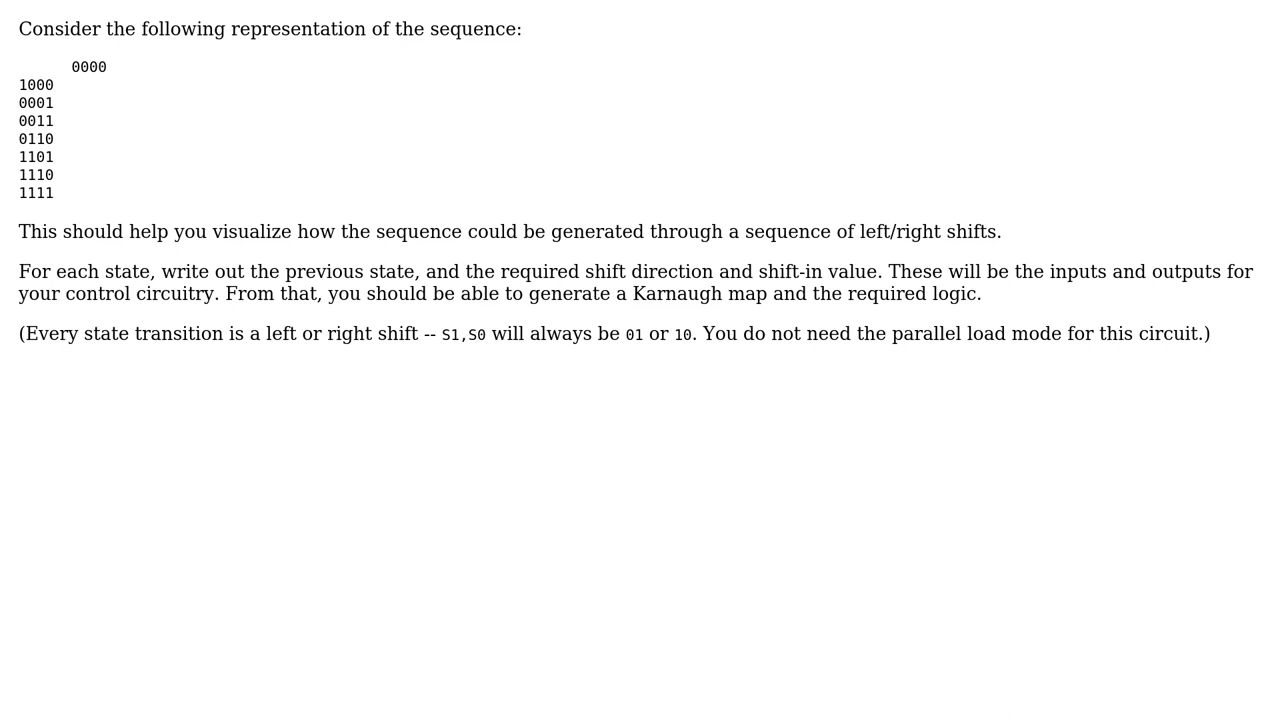 Consider the following representation of the sequence:
0000
1000
0001
0011
0110
1101
1110
1111
This should help you visualize how the sequence could be generated through a sequence of left/right shifts.
For each state, write out the previous state, and the required shift direction and shift-in value. These will be the inputs and outputs for
your control circuitry. From that, you should be able to generate a Karnaugh map and the required logic.
(Every state transition is a left or right shift -- S1,S0 will always be 01 or 10. You do not need the parallel load mode for this circuit.)